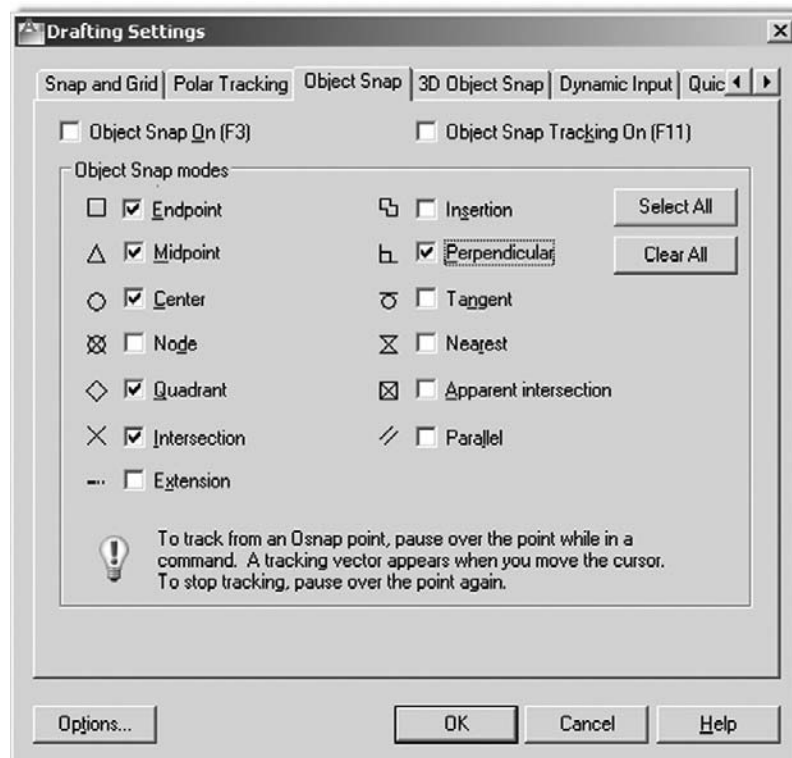 Drafting Settings
Snap and Grid Polar Tracking Object Snap 3D Object Snap Dynamic Input Quic
Object Snap On (F3) Object Snap Tracking On (F11)
Object Snap modes
Endpoint Insertion Select All
Midpoint Perpendicular Clear All
Center Tangent
Node Nearest
Quadrant Apparent intersection
Intersection Parallel
Extension
To track from an Osnap point, pause over the point while in a
command. A tracking vector appears when you move the cursor.
To stop tracking, pause over the point again.
Options... OK Cancel Help